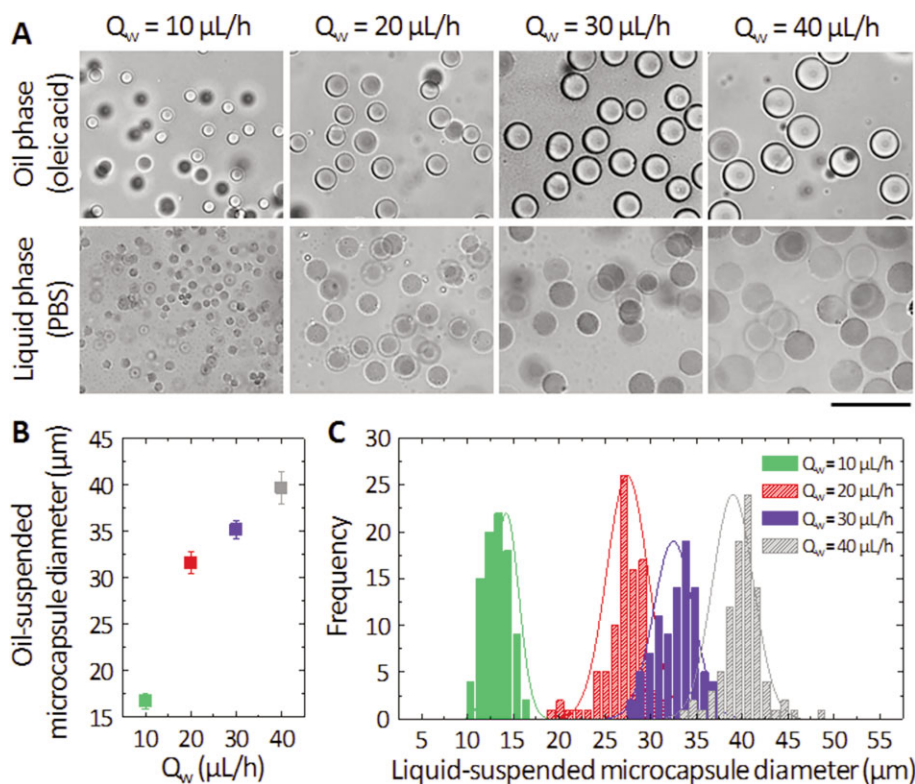 A
Q_w = 10 µL/h
Q_w = 20 µL/h
Q_w = 30 µL/h
Q_w = 40 µL/h
Oil phase
(oleic acid)
Liquid phase
(PBS)
B
Oil-suspended
microcapsule diameter (µm)
45
40
35
30
25
20
15
10 20 30 40
Q_w (µL/h)
C
Frequency
30
25
20
15
10
5
0
Q_w = 10 µL/h
Q_w = 20 µL/h
Q_w = 30 µL/h
Q_w = 40 µL/h
5 10 15 20 25 30 35 40 45 50 55
Liquid-suspended microcapsule diameter (µm)